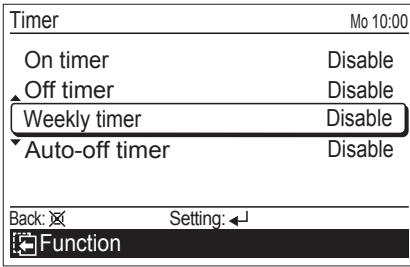 Timer Mo 10:00
On timer Disable
Off timer Disable
Weekly timer Disable
Auto-off timer Disable
Back: Setting:
Function